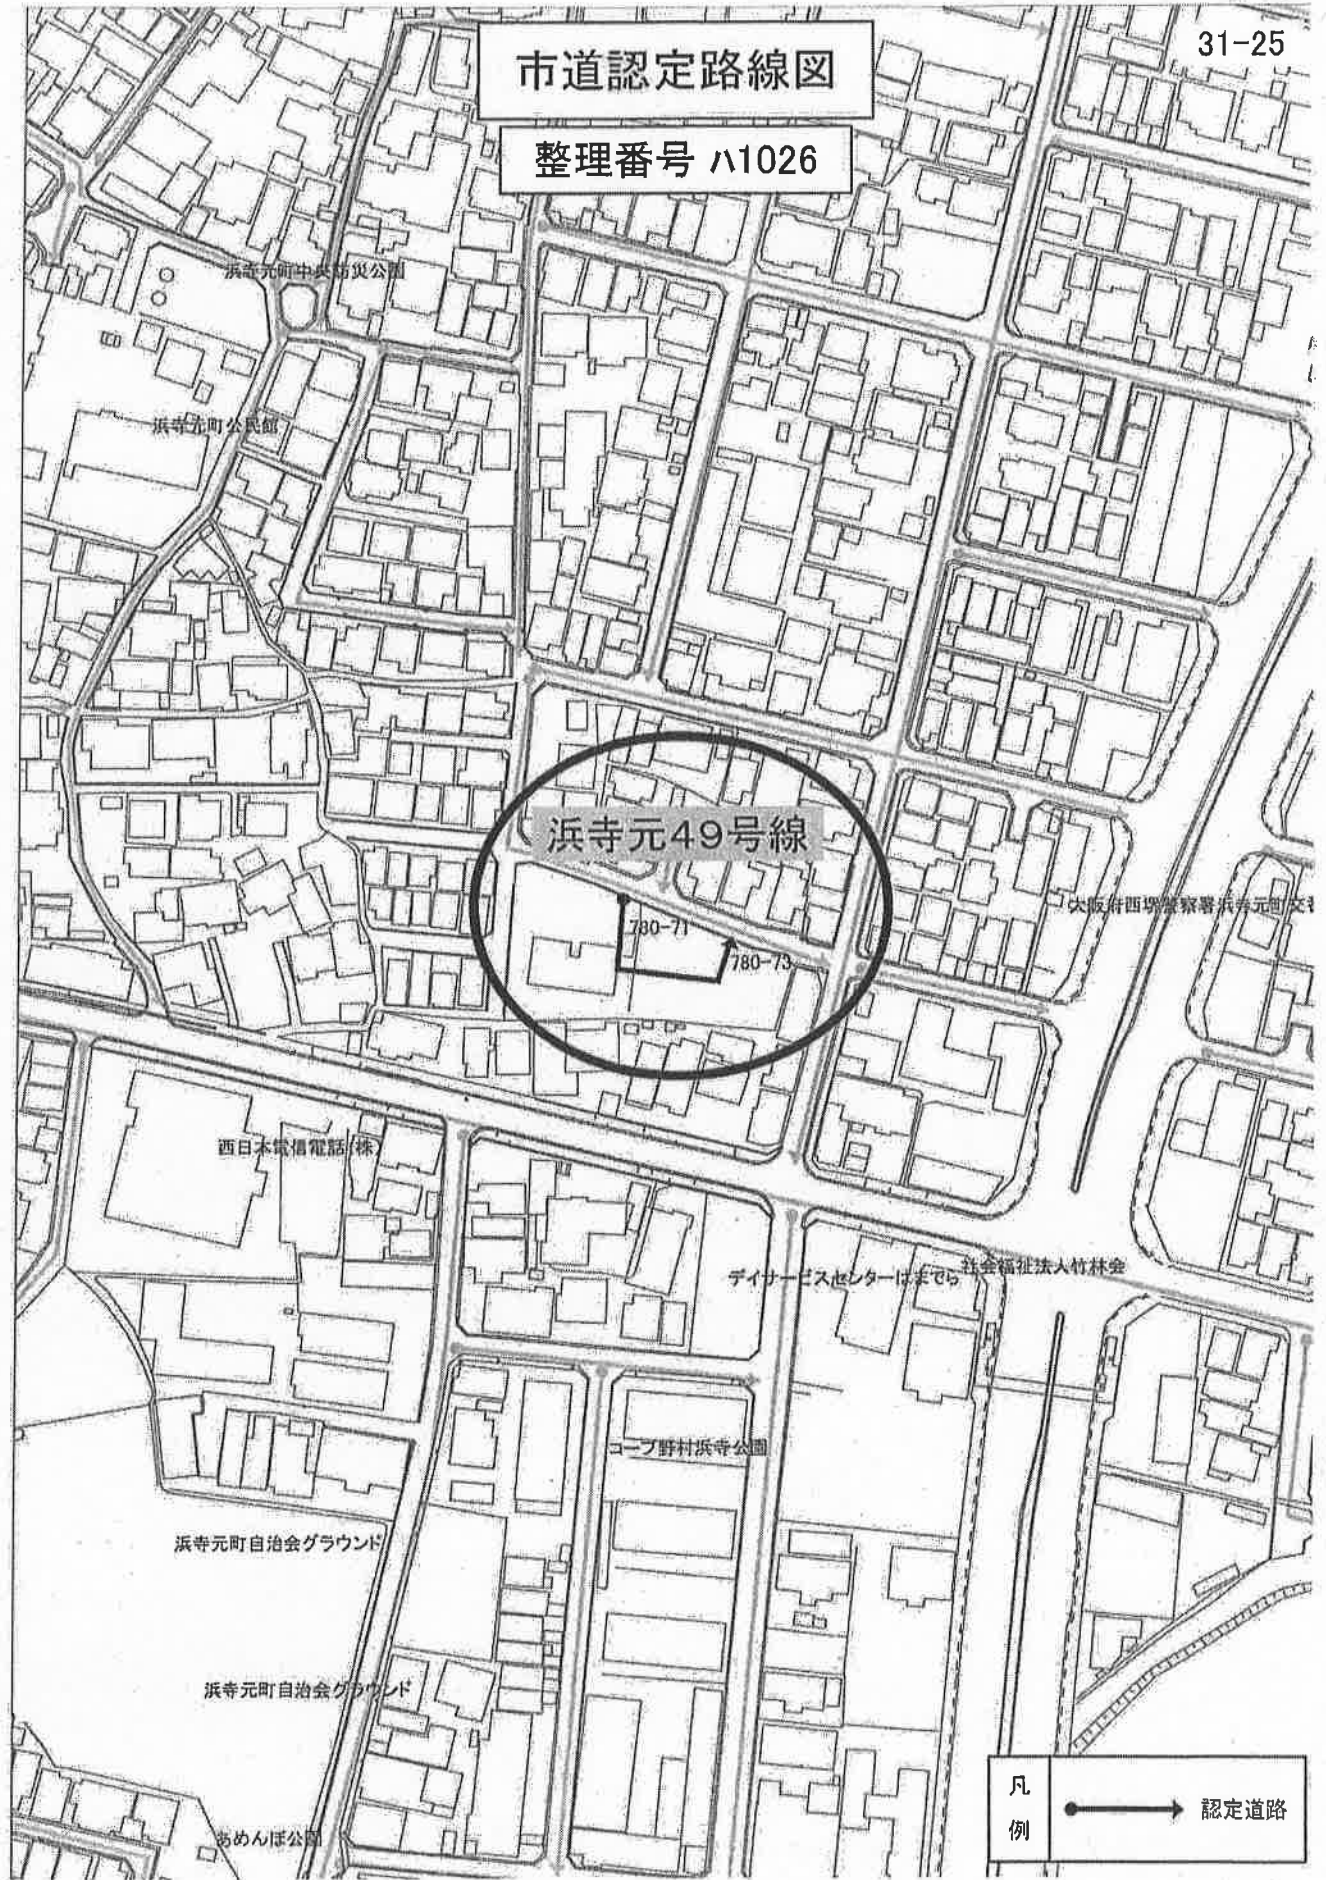 31-25
市道認定路線図
整理番号 ハ1026
浜寺元町中央防災公園
浜寺元町公民館
浜寺元49号線
780-71
780-73
大阪府西堺警察署浜寺元町交番
西日本電信電話(株)
デイサービスセンターはまでら
社会福祉法人竹林会
コープ野村浜寺公園
浜寺元町自治会グラウンド
浜寺元町自治会グラウンド
あめんぼ公園
凡例
認定道路